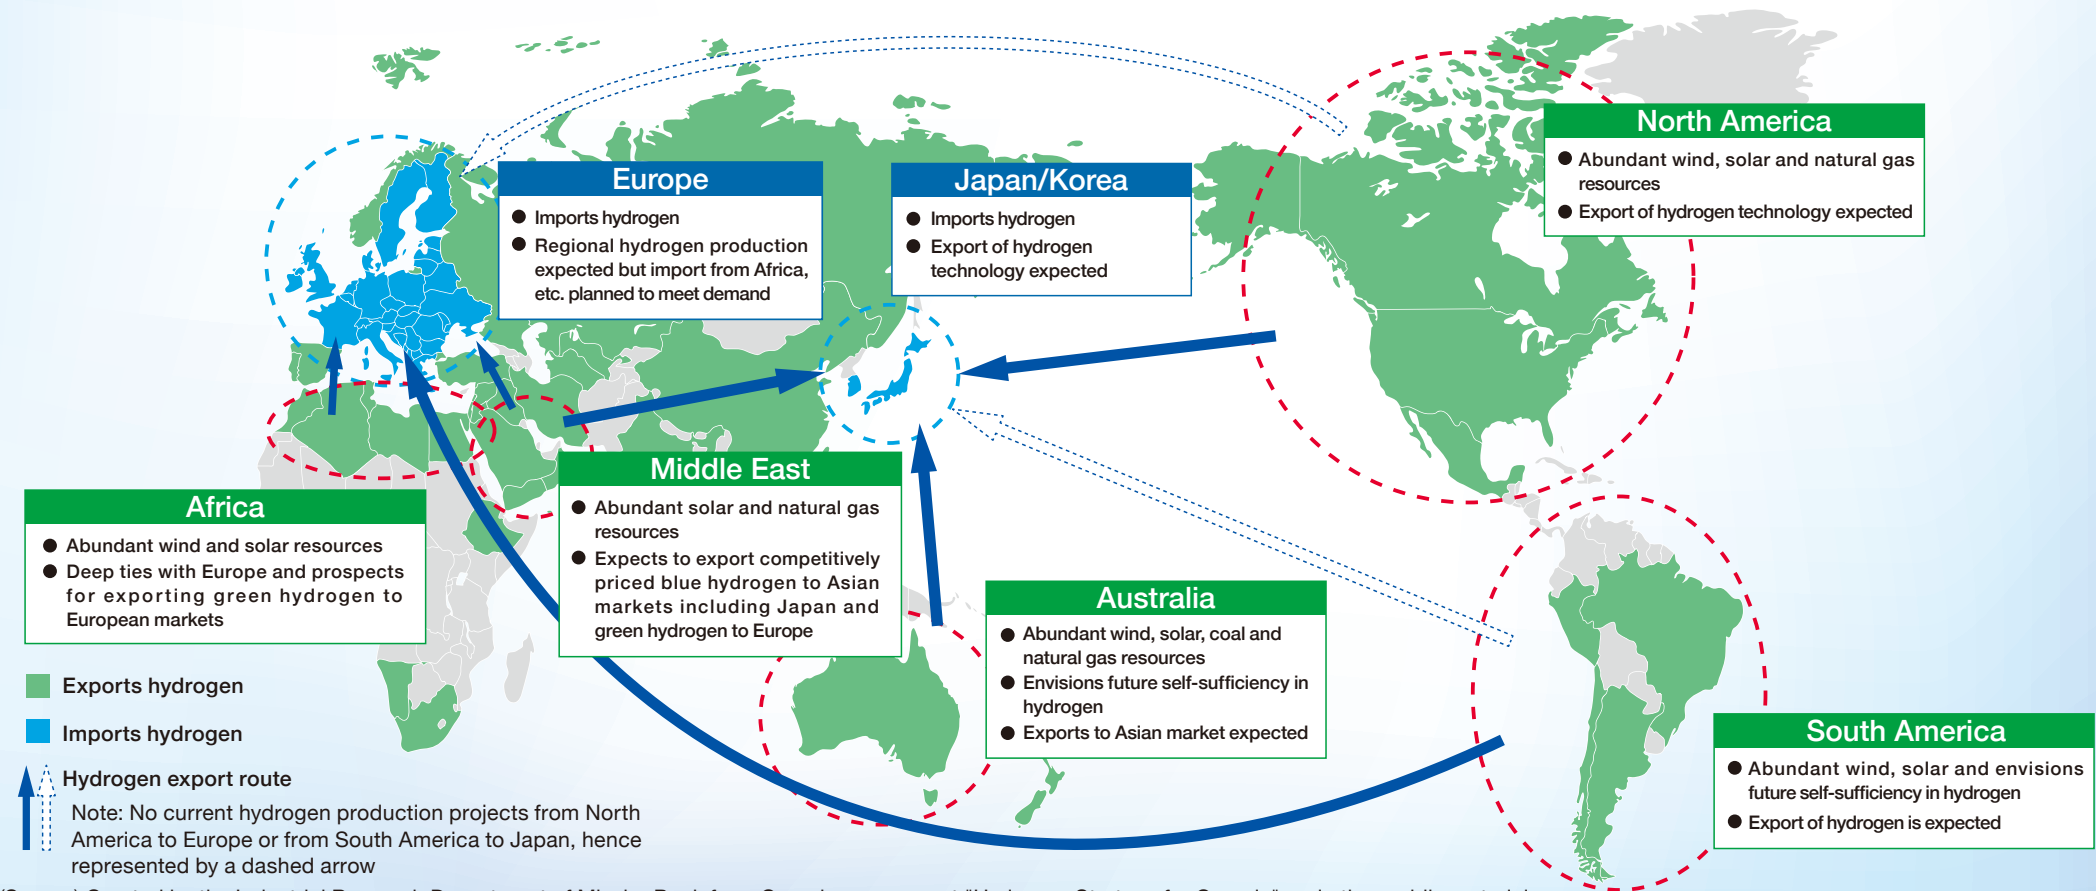 North America
● Abundant wind, solar and natural gas
resources
● Export of hydrogen technology expected
Europe
● Imports hydrogen
● Regional hydrogen production
expected but import from Africa,
etc. planned to meet demand
Japan/Korea
● Imports hydrogen
● Export of hydrogen
technology expected
Middle East
● Abundant solar and natural gas
resources
● Expects to export competitively
priced blue hydrogen to Asian
markets including Japan and
green hydrogen to Europe
Africa
● Abundant wind and solar resources
● Deep ties with Europe and prospects
for exporting green hydrogen to
European markets
Australia
● Abundant wind, solar, coal and
natural gas resources
● Envisions future self-sufficiency in
hydrogen
● Exports to Asian market expected
South America
● Abundant wind, solar and envisions
future self-sufficiency in hydrogen
● Export of hydrogen is expected
Exports hydrogen
Imports hydrogen
Hydrogen export route
Note: No current hydrogen production projects from North
America to Europe or from South America to Japan, hence
represented by a dashed arrow